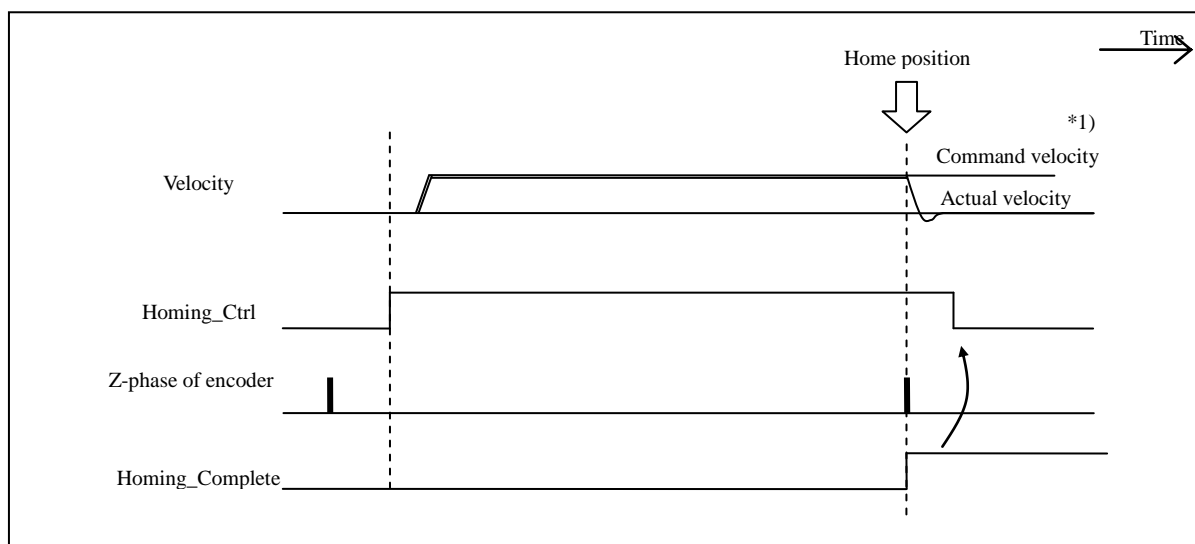 Time
Home position
*1)
Command velocity
Velocity
Actual velocity
Homing_Ctrl
Z-phase of encoder
Homing_Complete